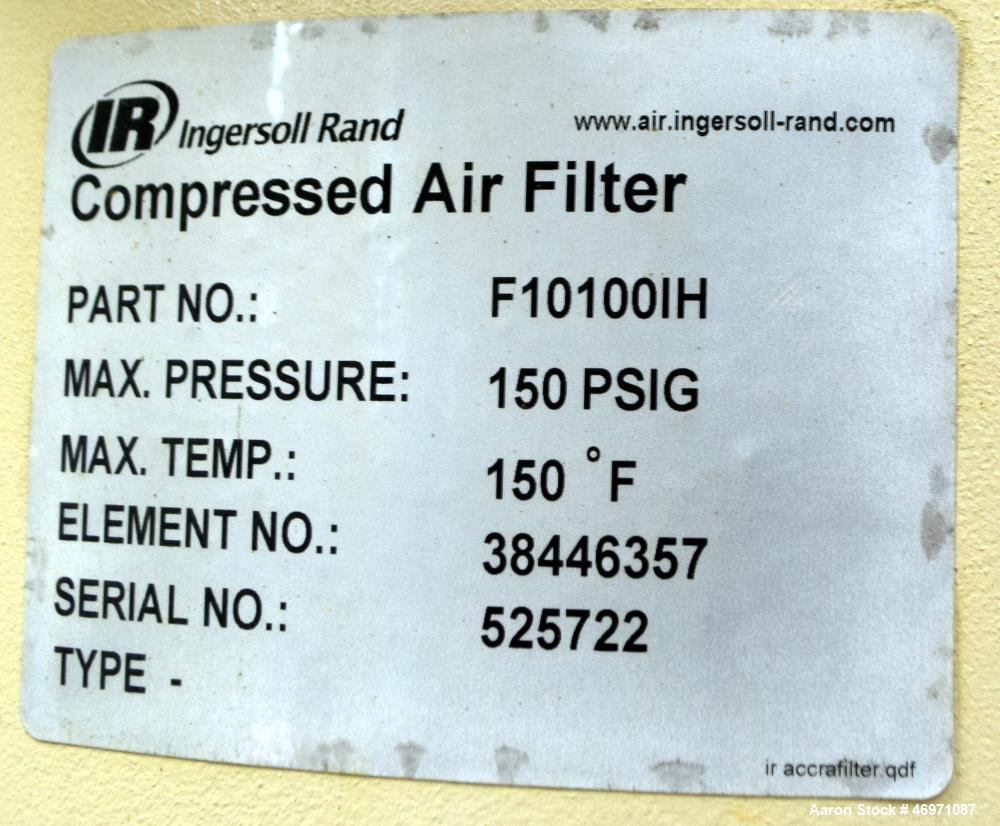 IR Ingersoll Rand
www.air.ingersoll-rand.com
Compressed Air Filter
PART NO.: F10100IH
MAX. PRESSURE: 150 PSIG
MAX. TEMP.: 150 °F
ELEMENT NO.: 38446357
SERIAL NO.: 525722
TYPE -
ir accrafilter.qdf
Aaron Stock # 46971087